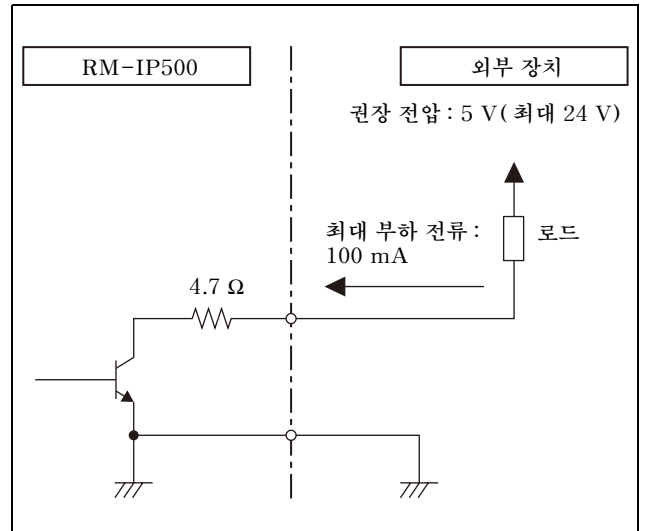 RM-IP500
외부 장치
권장 전압 : 5 V( 최대 24 V)
최대 부하 전류 :
100 mA
로드
4.7 Ω